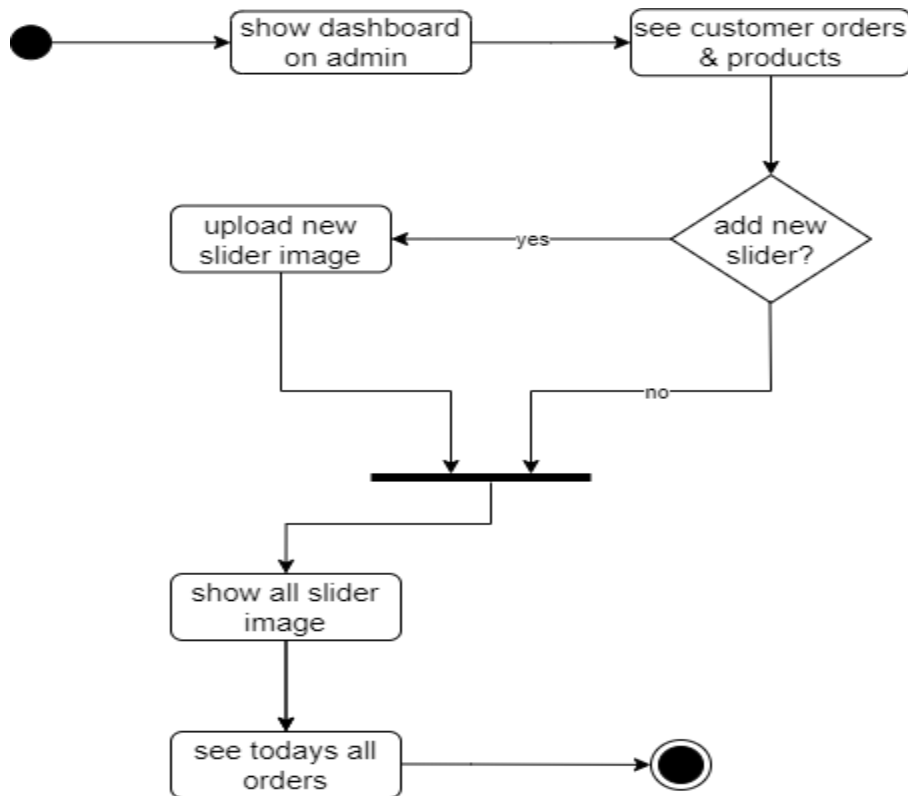 show dashboard
on admin
see customer orders
& products
add new
slider?
yes
upload new
slider image
no
show all slider
image
see todays all
orders